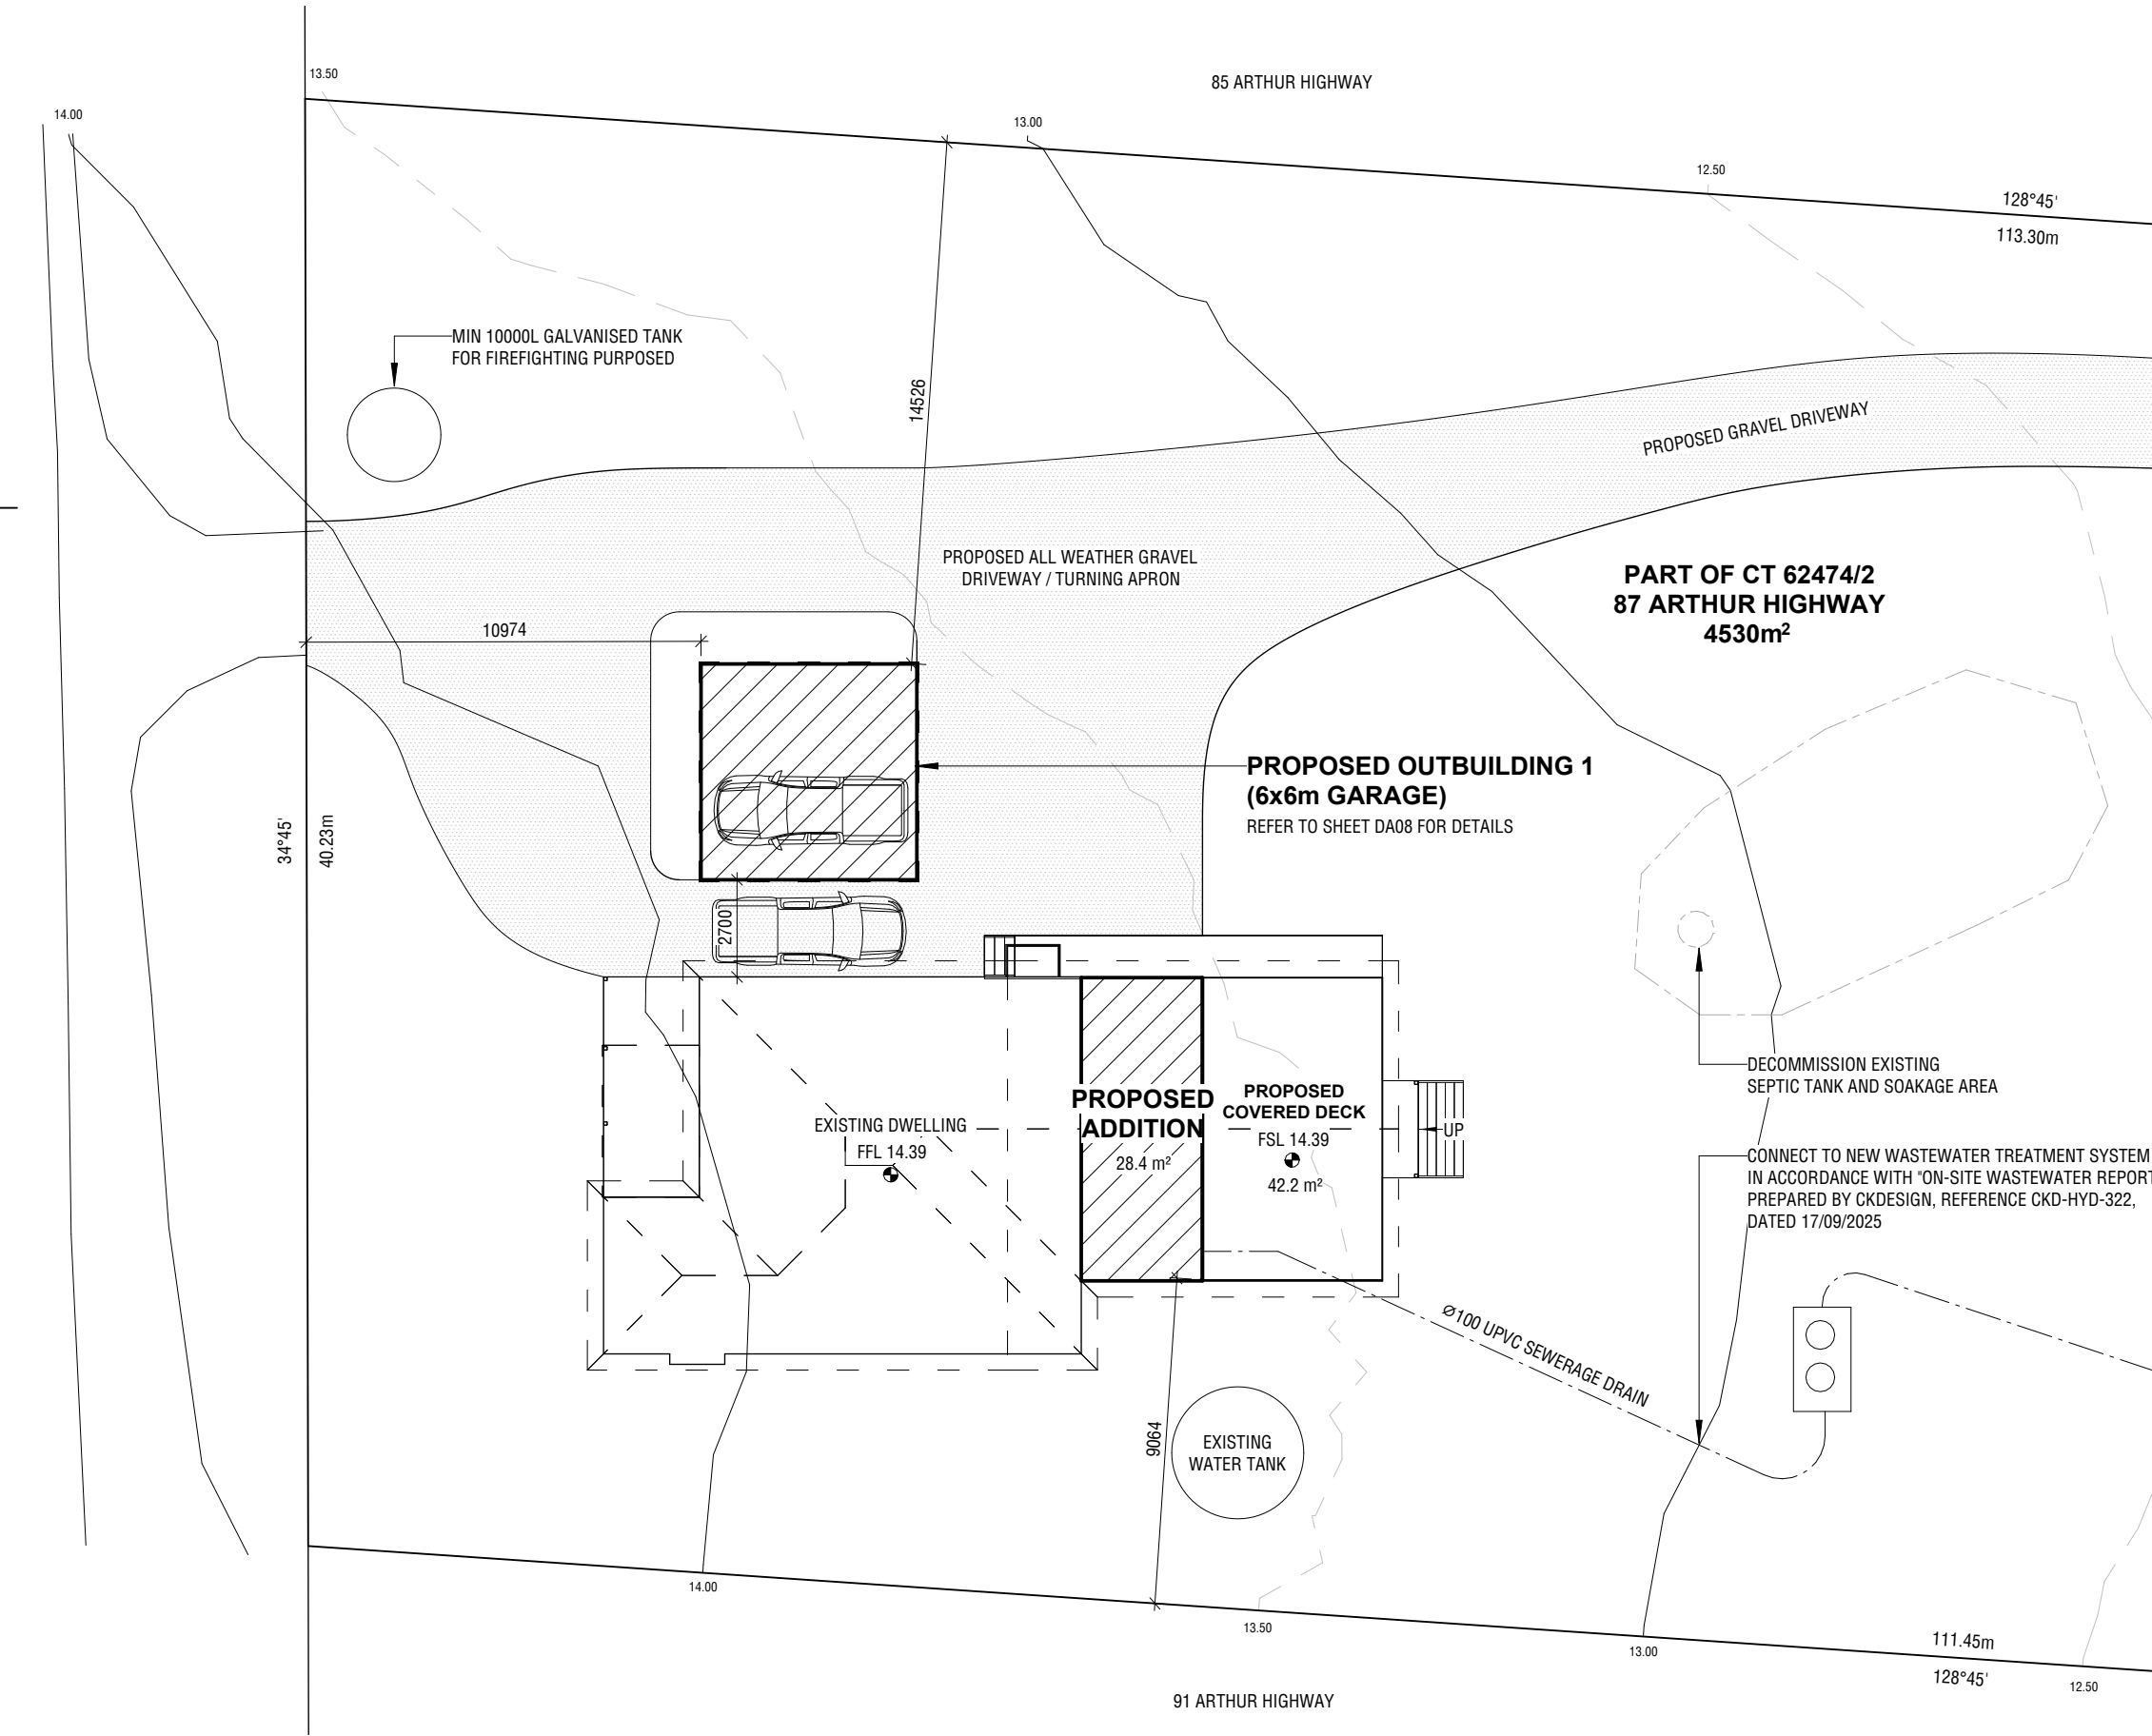 13.50
85 ARTHUR HIGHWAY
14.00
13.00
12.50
128°45'
113.30m
MIN 10000L GALVANISED TANK
FOR FIREFIGHTING PURPOSED
14526
PROPOSED GRAVEL DRIVEWAY
PROPOSED ALL WEATHER GRAVEL
DRIVEWAY / TURNING APRON
PART OF CT 62474/2
87 ARTHUR HIGHWAY
4530m²
10974
PROPOSED OUTBUILDING 1
(6x6m GARAGE)
REFER TO SHEET DA08 FOR DETAILS
34°45'
40.23m
2700
DECOMMISSION EXISTING
SEPTIC TANK AND SOAKAGE AREA
EXISTING DWELLING
FFL 14.39
PROPOSED
ADDITION
28.4 m²
PROPOSED
COVERED DECK
FSL 14.39
42.2 m²
UP
CONNECT TO NEW WASTEWATER TREATMENT SYSTEM
IN ACCORDANCE WITH "ON-SITE WASTEWATER REPORT
PREPARED BY CKDESIGN, REFERENCE CKD-HYD-322,
DATED 17/09/2025
Ø100 UPVC SEWERAGE DRAIN
9064
EXISTING
WATER TANK
14.00
13.50
13.00
111.45m
128°45'
12.50
91 ARTHUR HIGHWAY